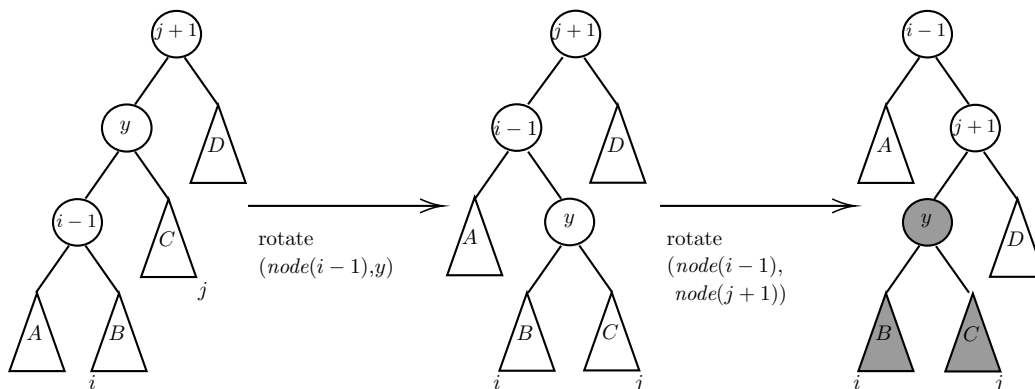 j + 1
y
D
i − 1
C
j
A
B
i
rotate
(node(i − 1),y)
j + 1
i − 1
D
A
y
B
C
i
j
rotate
(node(i − 1),
node(j + 1))
i − 1
A
j + 1
y
D
B
C
i
j